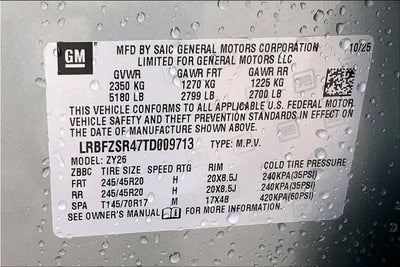 GM
MFD BY SAIC GENERAL MOTORS CORPORATION 10/25
LIMITED FOR GENERAL MOTORS LLC
GVWR GAWR FRT GAWR RR
2350 KG 1270 KG 1225 KG
5180 LB 2799 LB 2700 LB
THIS VEHICLE CONFORMS TO ALL APPLICABLE U.S. FEDERAL MOTOR
VEHICLE SAFETY AND THEFT PREVENTION STANDARDS IN EFFECT ON
THE DATE OF MANUFACTURE SHOWN ABOVE.
LRBFZSR47TD009713 TYPE: M.P.V.
MODEL: ZY26
ZBBC TIRE SIZE SPEED RTG RIM COLD TIRE PRESSURE
FRT 245/45R20 H 20X8.5J 240KPA(35PSI)
RR 245/45R20 H 20X8.5J 240KPA(35PSI)
SPA T145/70R17 M 17X4B 420KPA(60PSI)
SEE OWNER'S MANUAL FOR MORE INFORMATION.